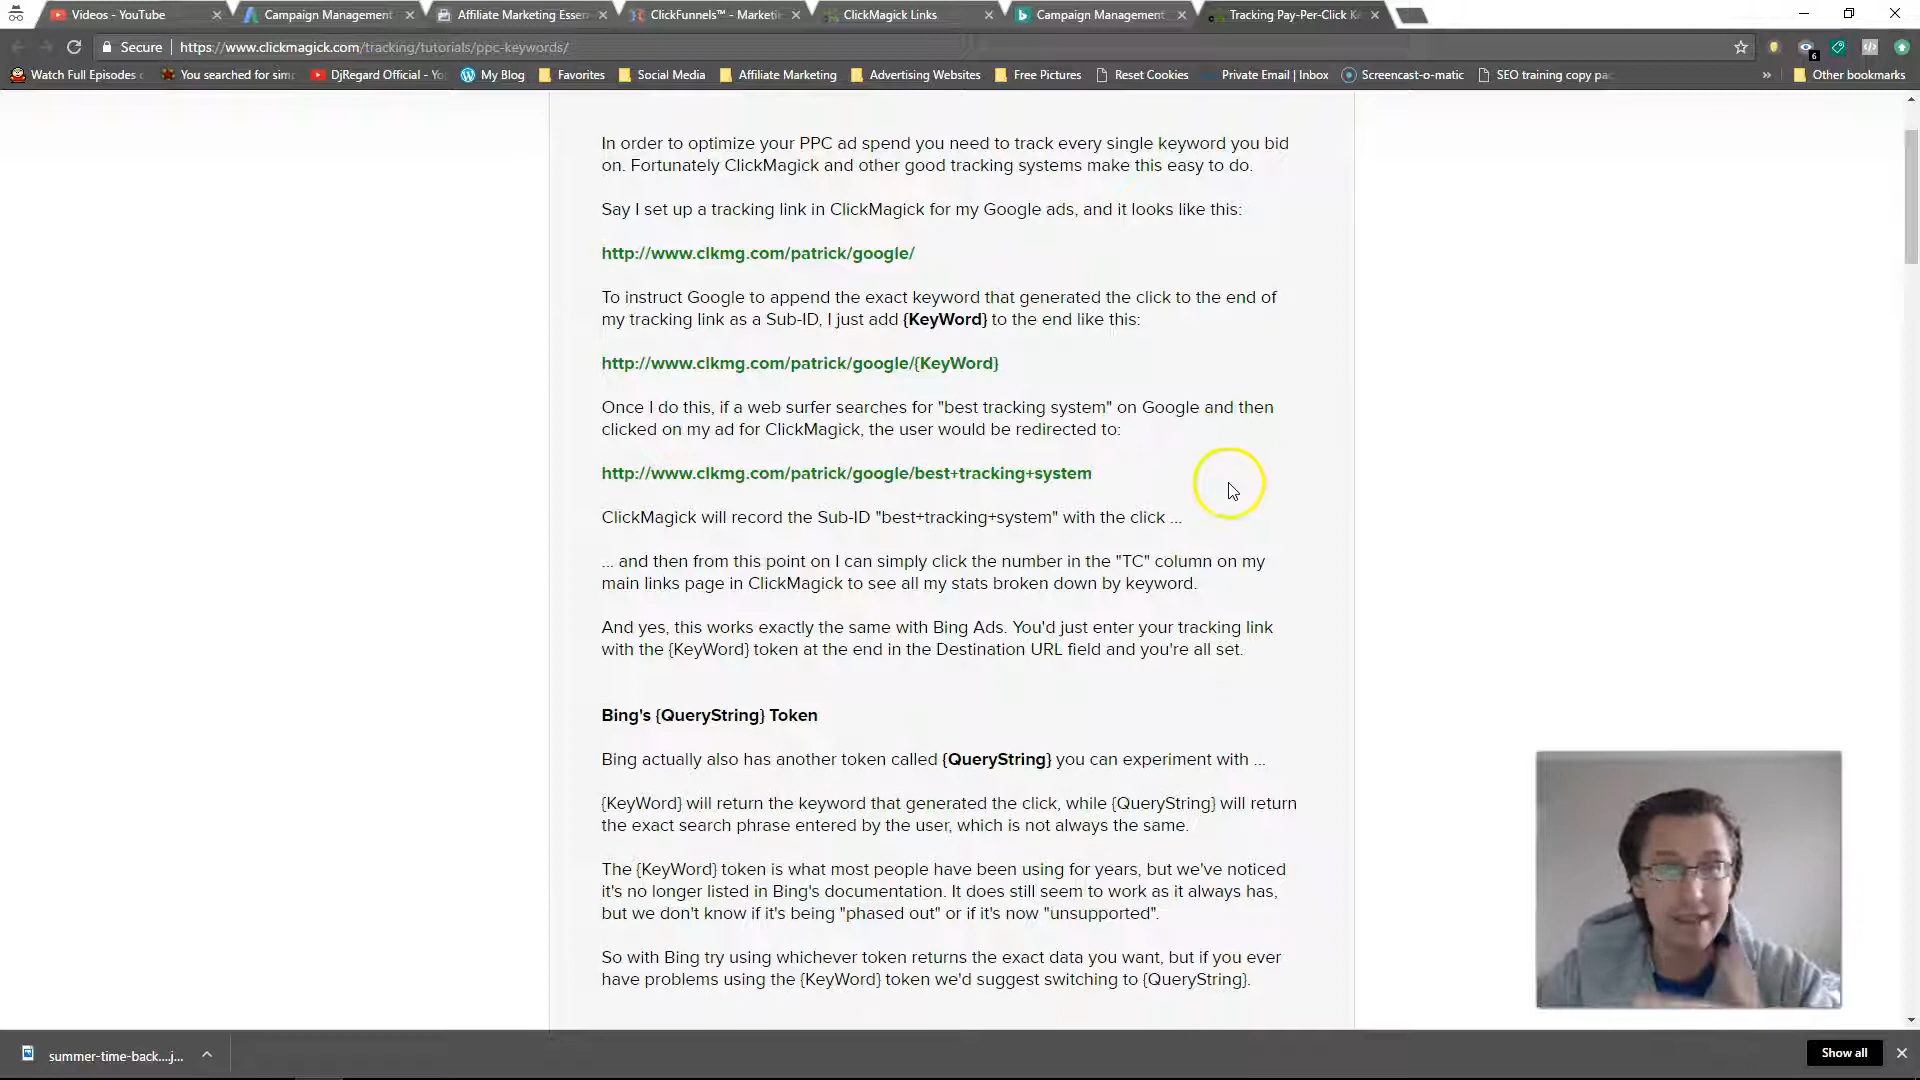 Videos - YouTube
Campaign Management
Affiliate Marketing Essen
ClickFunnels™ - Marketi
ClickMagick Links
Campaign Management
Tracking Pay-Per-Click K
Secure
https://www.clickmagick.com/tracking/tutorials/ppc-keywords/
6
Watch Full Episodes
You searched for sim
DjRegard Official - Yo
My Blog
Favorites
Social Media
Affiliate Marketing
Advertising Websites
Free Pictures
Reset Cookies
Private Email | Inbox
Screencast-o-matic
SEO training copy pa
»
Other bookmarks
In order to optimize your PPC ad spend you need to track every single keyword you bid
on. Fortunately ClickMagick and other good tracking systems make this easy to do.
Say I set up a tracking link in ClickMagick for my Google ads, and it looks like this:
http://www.clkmg.com/patrick/google/
To instruct Google to append the exact keyword that generated the click to the end of
my tracking link as a Sub-ID, I just add {KeyWord} to the end like this:
http://www.clkmg.com/patrick/google/{KeyWord}
Once I do this, if a web surfer searches for "best tracking system" on Google and then
clicked on my ad for ClickMagick, the user would be redirected to:
http://www.clkmg.com/patrick/google/best+tracking+system
ClickMagick will record the Sub-ID "best+tracking+system" with the click ...
... and then from this point on I can simply click the number in the "TC" column on my
main links page in ClickMagick to see all my stats broken down by keyword.
And yes, this works exactly the same with Bing Ads. You'd just enter your tracking link
with the {KeyWord} token at the end in the Destination URL field and you're all set.
Bing's {QueryString} Token
Bing actually also has another token called {QueryString} you can experiment with ...
{KeyWord} will return the keyword that generated the click, while {QueryString} will return
the exact search phrase entered by the user, which is not always the same.
The {KeyWord} token is what most people have been using for years, but we've noticed
it's no longer listed in Bing's documentation. It does still seem to work as it always has,
but we don't know if it's being "phased out" or if it's now "unsupported".
So with Bing try using whichever token returns the exact data you want, but if you ever
have problems using the {KeyWord} token we'd suggest switching to {QueryString}.
summer-time-back....j...
Show all